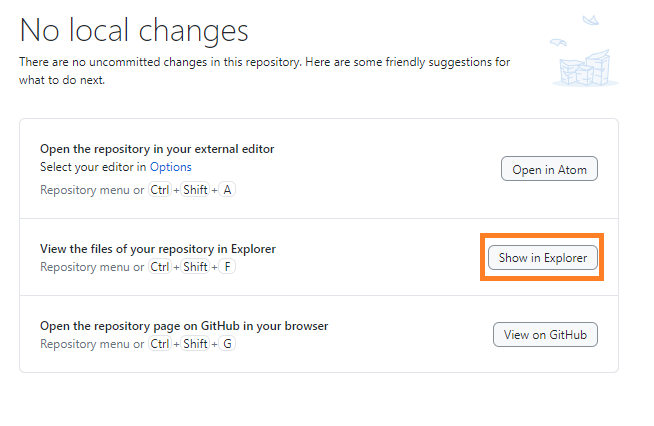 No local changes
There are no uncommitted changes in this repository. Here are some friendly suggestions for
what to do next.
Open the repository in your external editor
Select your editor in Options
Repository menu or Ctrl + Shift + A
Open in Atom
View the files of your repository in Explorer
Repository menu or Ctrl + Shift + F
Show in Explorer
Open the repository page on GitHub in your browser
Repository menu or Ctrl + Shift + G
View on GitHub